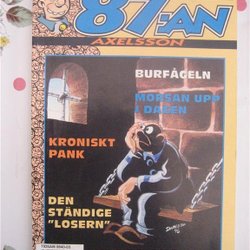 87:AN
AXELSSON
BURFÅGELN
MORSAN UPP
I DAGEN
KRONISKT
PANK
DEN
STÄNDIGE
"LOSERN"